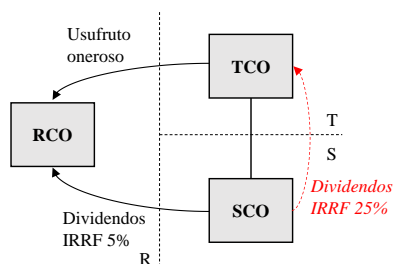 Usufruto
oneroso
TCO
RCO
T
S
Dividendos
IRRF 25%
SCO
Dividendos
IRRF 5%
R